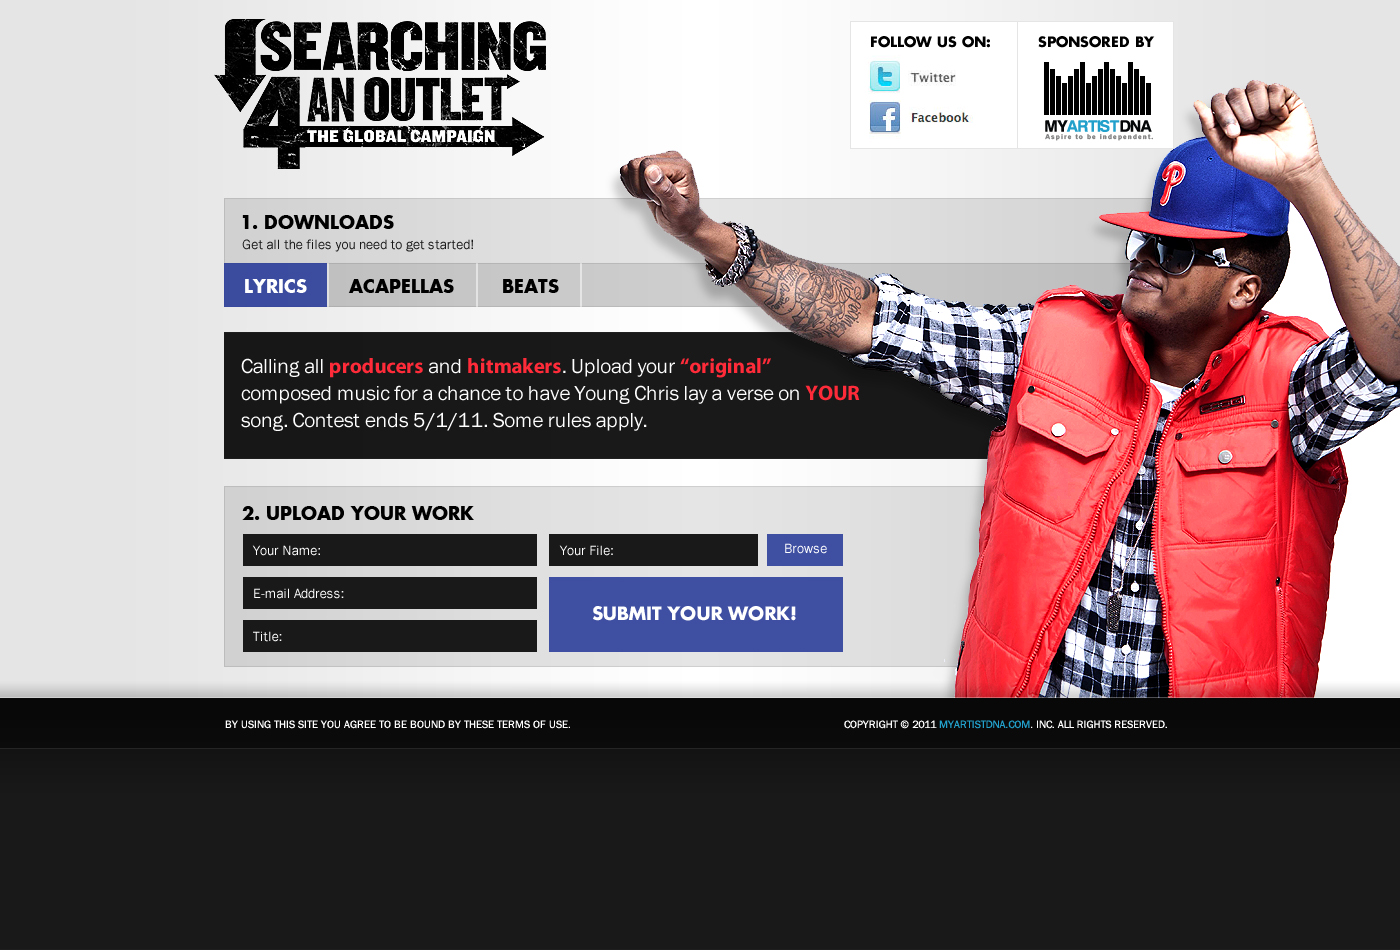 SEARCHING
4 AN OUTLET
THE GLOBAL CAMPAIGN
FOLLOW US ON:
Twitter
Facebook
SPONSORED BY
MYARTISTDNA
Aspire to be independent.
P
1. DOWNLOADS
Get all the files you need to get started!
LYRICS
ACAPELLAS
BEATS
Calling all producers and hitmakers. Upload your “original”
composed music for a chance to have Young Chris lay a verse on YOUR
song. Contest ends 5/1/11. Some rules apply.
2. UPLOAD YOUR WORK
Your Name:
Your File:
Browse
E-mail Address:
SUBMIT YOUR WORK!
Title:
BY USING THIS SITE YOU AGREE TO BE BOUND BY THESE TERMS OF USE.
COPYRIGHT © 2011 MYARTISTDNA.COM. INC. ALL RIGHTS RESERVED.